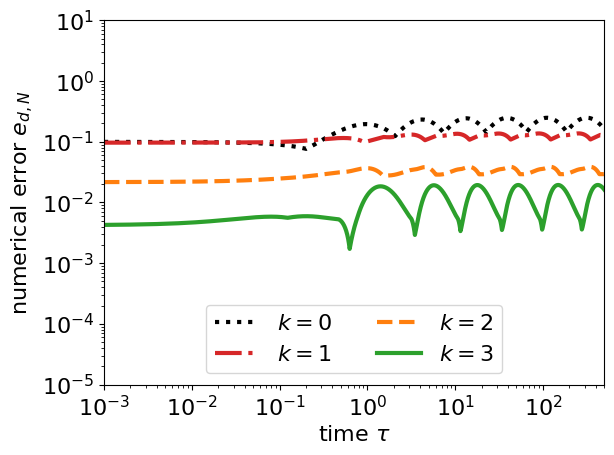 numerical error $e_{d,N}$
$10^{1}$
$10^{0}$
$10^{-1}$
$10^{-2}$
$10^{-3}$
$10^{-4}$
$10^{-5}$
$k = 0$
$k = 1$
$k = 2$
$k = 3$
$10^{-3}$ $10^{-2}$ $10^{-1}$ $10^{0}$ $10^{1}$ $10^{2}$
time $\tau$